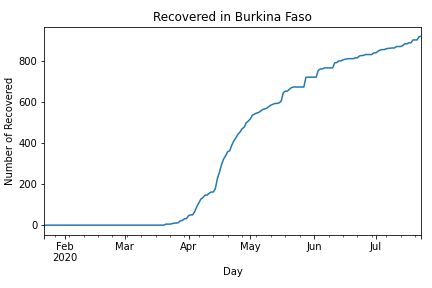 Recovered in Burkina Faso
Number of Recovered
800
600
400
200
0
Feb
2020
Mar
Apr
May
Jun
Jul
Day